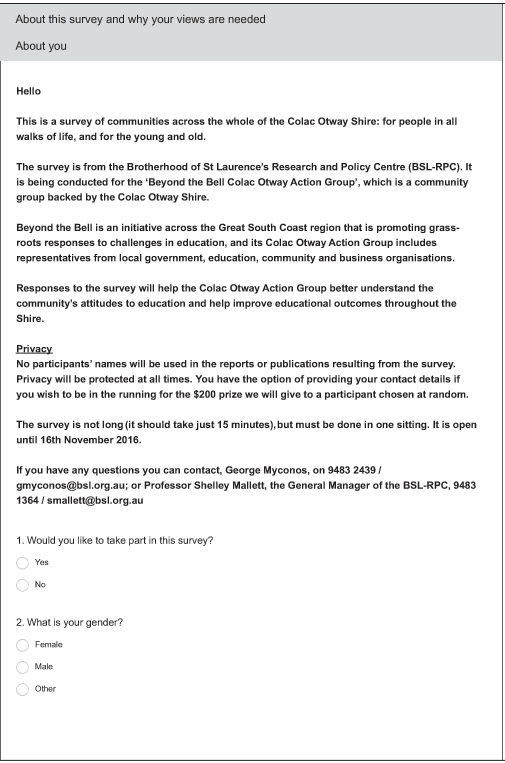 About this survey and why your views are needed
About you
Hello
This is a survey of communities across the whole of the Colac Otway Shire: for people in all
walks of life, and for the young and old.
The survey is from the Brotherhood of St Laurence's Research and Policy Centre (BSL-RPC). It
is being conducted for the ‘Beyond the Bell Colac Otway Action Group’, which is a community
group backed by the Colac Otway Shire.
Beyond the Bell is an initiative across the Great South Coast region that is promoting grass-
roots responses to challenges in education, and its Colac Otway Action Group includes
representatives from local government, education, community and business organisations.
Responses to the survey will help the Colac Otway Action Group better understand the
community’s attitudes to education and help improve educational outcomes throughout the
Shire.
Privacy
No participants’ names will be used in the reports or publications resulting from the survey.
Privacy will be protected at all times. You have the option of providing your contact details if
you wish to be in the running for the $200 prize we will give to a participant chosen at random.
The survey is not long (it should take just 15 minutes), but must be done in one sitting. It is open
until 16th November 2016.
If you have any questions you can contact, George Myconos, on 9483 2439 /
gmyconos@bsl.org.au; or Professor Shelley Mallett, the General Manager of the BSL-RPC, 9483
1364 / smallett@bsl.org.au
1. Would you like to take part in this survey?
Yes
No
2. What is your gender?
Female
Male
Other